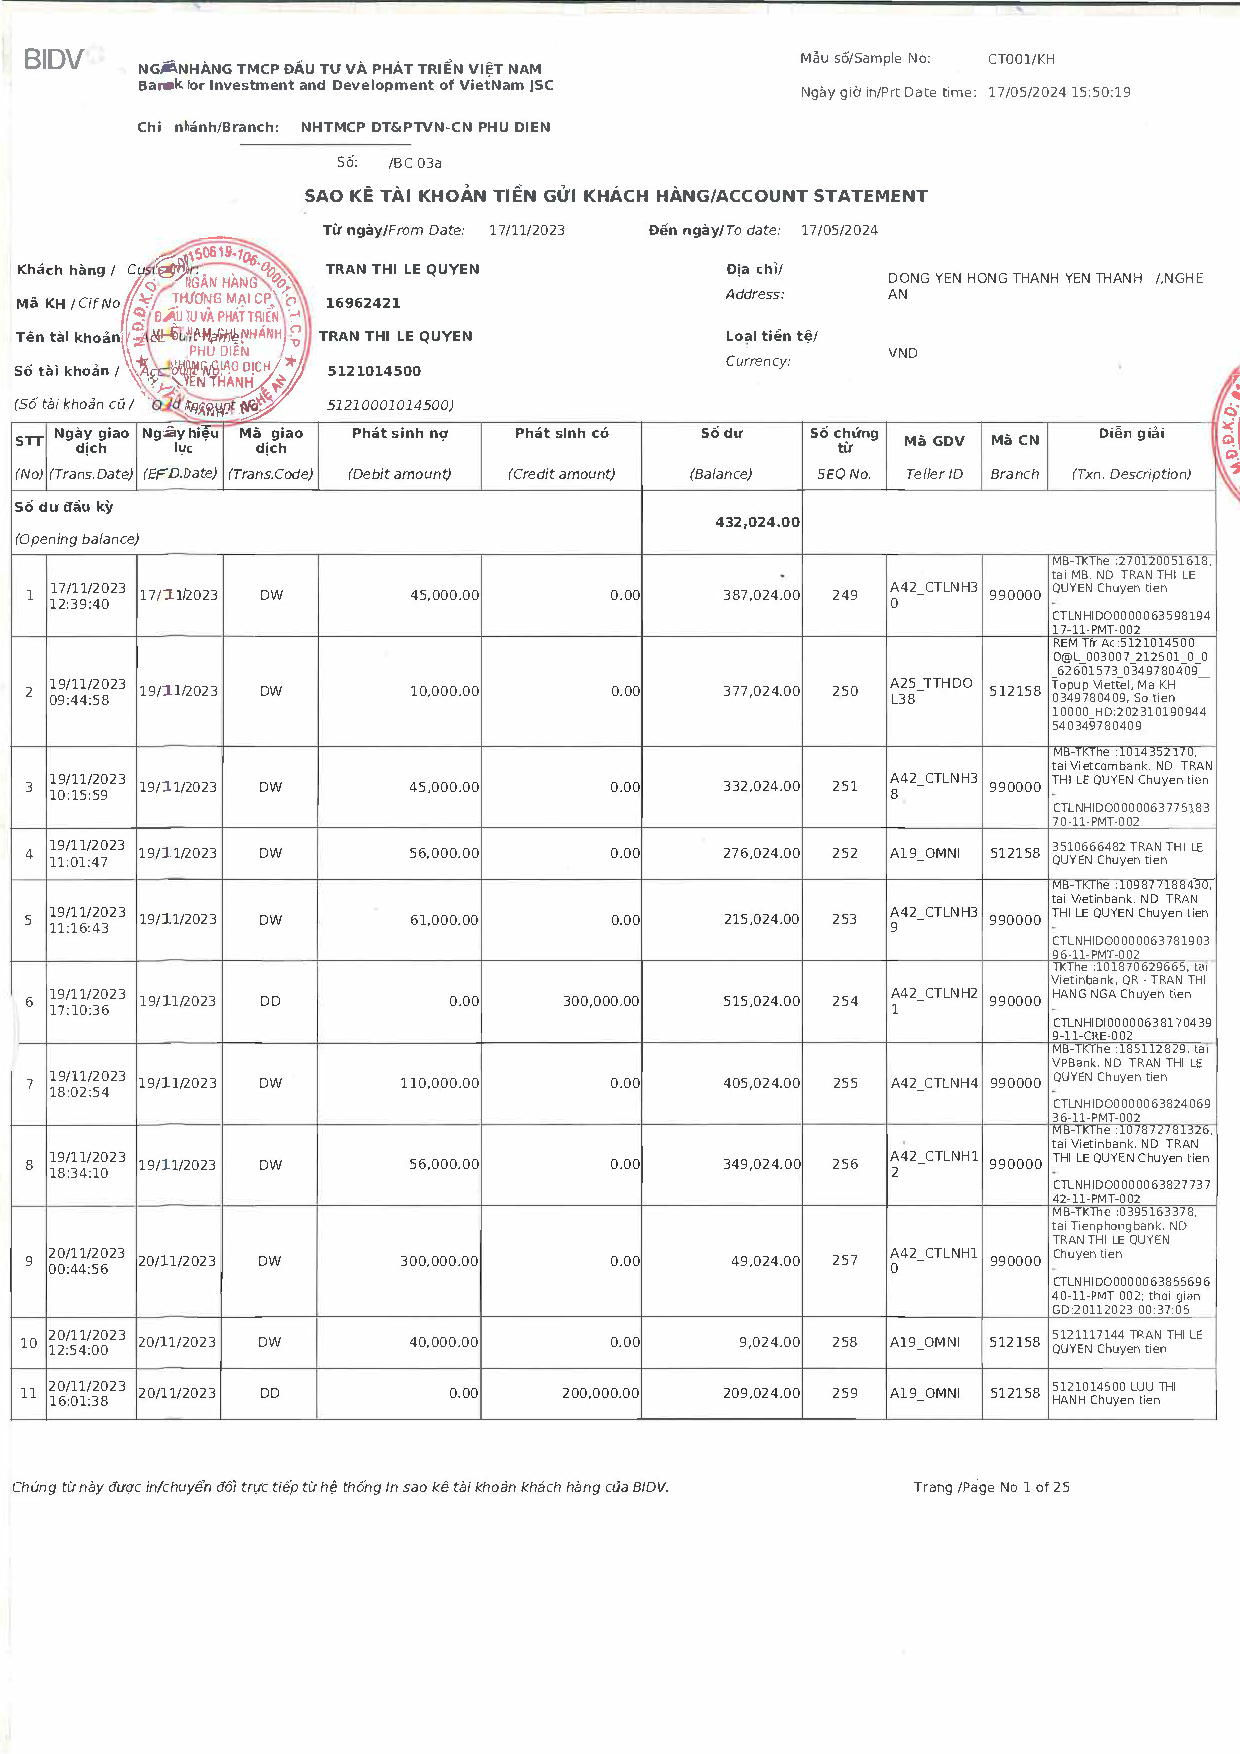 BIDV
NGÂNHÀNG TMCP ĐẦU TƯ VÀ PHÁT TRIỂN VIỆT NAM
Bank for Investment and Development of VietNam JSC
Mẫu số/Sample No: CT001/KH
Ngày giờ in/Prt Date time: 17/05/2024 15:50:19
Chi nhánh/Branch: NHTMCP DT&PTVN-CN PHU DIEN
Số: /BC 03a
SAO KÊ TÀI KHOẢN TIỀN GỬI KHÁCH HÀNG/ACCOUNT STATEMENT
Từ ngày/From Date: 17/11/2023 Đến ngày/To date: 17/05/2024
Khách hàng / Customer: TRAN THI LE QUYEN
Địa chỉ/
Address:
DONG YEN HONG THANH YEN THANH /,NGHE
AN
Mã KH /Cif No 16962421
Tên tài khoản/ Account Name: TRAN THI LE QUYEN
Loại tiền tệ/
Currency:
VND
Số tài khoản / Account No: 5121014500
(Số tài khoản cũ / Old account No: 51210001014500)
NGÂN HÀNG
THƯƠNG MẠI CP
ĐẦU TƯ VÀ PHÁT TRIỂN
VIỆT NAM-CHI NHÁNH
PHỦ DIỄN
PHÒNG GIAO DỊCH
YÊN THÀNH
M.Đ.Đ.K.D:
STT Ngày giao dịch Ngày hiệu lục Mã giao dịch Phát sinh nợ Phát sinh có Số dư Số chứng từ Mã GDV Mã CN Diễn giải
(No) (Trans.Date) (EFD.Date) (Trans.Code) (Debit amount) (Credit amount) (Balance) SEQ No. Teller ID Branch (Txn. Description)
Số dư đầu kỳ
(Opening balance)
432,024.00
1 17/11/2023 12:39:40 17/11/2023 DW 45,000.00 0.00 387,024.00 249 A42_CTLNH30 990000
MB-TKThe :270120051618,
tai MB. ND TRAN THI LE
QUYEN Chuyen tien
-
CTLNHIDO0000063598194
17-11-PMT-002
2 19/11/2023 09:44:58 19/11/2023 DW 10,000.00 0.00 377,024.00 250 A25_TTHDOL38 512158
REM Tfr Ac:5121014500
O@L_003007_212501_0_0
_62601573_0349780409__
Topup Viettel, Ma KH
0349780409, So tien
10000_HD:202310190944
540349780409
3 19/11/2023 10:15:59 19/11/2023 DW 45,000.00 0.00 332,024.00 251 A42_CTLNH38 990000
MB-TKThe :1014352170,
tai Vietcombank. ND TRAN
THI LE QUYEN Chuyen tien
-
CTLNHIDO0000063775183
70-11-PMT-002
4 19/11/2023 11:01:47 19/11/2023 DW 56,000.00 0.00 276,024.00 252 A19_OMNI 512158
3510666482 TRAN THI LE
QUYEN Chuyen tien
5 19/11/2023 11:16:43 19/11/2023 DW 61,000.00 0.00 215,024.00 253 A42_CTLNH39 990000
MB-TKThe :109877188430,
tai Vietinbank. ND TRAN
THI LE QUYEN Chuyen tien
-
CTLNHIDO0000063781903
96-11-PMT-002
6 19/11/2023 17:10:36 19/11/2023 DD 0.00 300,000.00 515,024.00 254 A42_CTLNH21 990000
TKThe :101870629665, tai
Vietinbank, QR - TRAN THI
HANG NGA Chuyen tien
-
CTLNHIDI00000638170439
9-11-CRE-002
7 19/11/2023 18:02:54 19/11/2023 DW 110,000.00 0.00 405,024.00 255 A42_CTLNH4 990000
MB-TKThe :185112829, tai
VPBank. ND TRAN THI LE
QUYEN Chuyen tien
-
CTLNHIDO0000063824069
36-11-PMT-002
8 19/11/2023 18:34:10 19/11/2023 DW 56,000.00 0.00 349,024.00 256 A42_CTLNH12 990000
MB-TKThe :107872781326,
tai Vietinbank. ND TRAN
THI LE QUYEN Chuyen tien
-
CTLNHIDO0000063827737
42-11-PMT-002
9 20/11/2023 00:44:56 20/11/2023 DW 300,000.00 0.00 49,024.00 257 A42_CTLNH10 990000
MB-TKThe :0395163378,
tai Tienphongbank. ND
TRAN THI LE QUYEN
Chuyen tien
-
CTLNHIDO0000063855696
40-11-PMT 002; thoi gian
GD:20112023 00:37:05
10 20/11/2023 12:54:00 20/11/2023 DW 40,000.00 0.00 9,024.00 258 A19_OMNI 512158
5121117144 TRAN THI LE
QUYEN Chuyen tien
11 20/11/2023 16:01:38 20/11/2023 DD 0.00 200,000.00 209,024.00 259 A19_OMNI 512158
5121014500 LUU THI
HANH Chuyen tien
Chứng từ này được in/chuyển đổi trực tiếp từ hệ thống In sao kê tài khoản khách hàng của BIDV.
Trang /Page No 1 of 25